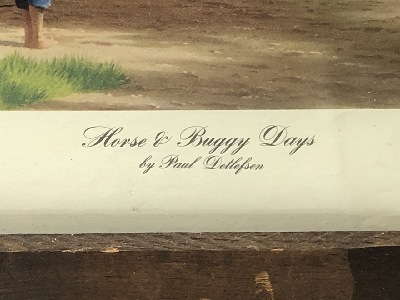 Horse & Buggy Days
by Paul Detlefsen